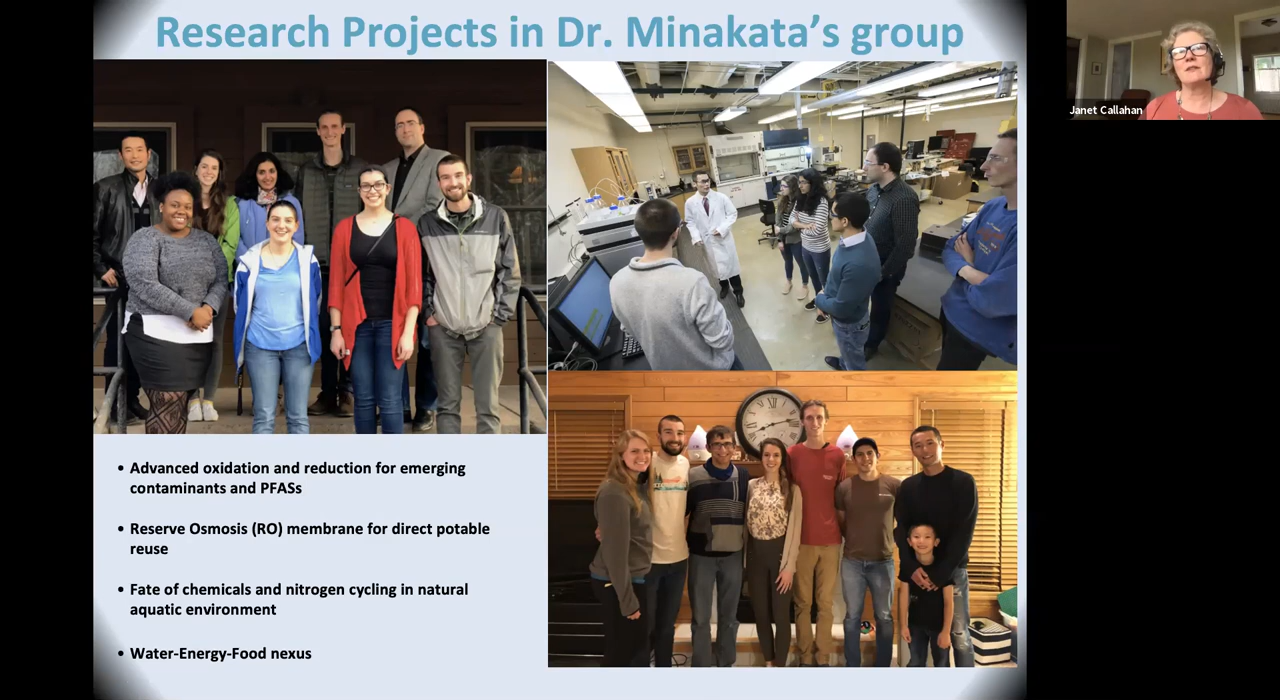 Research Projects in Dr. Minakata's group
Janet Callahan
• Advanced oxidation and reduction for emerging
contaminants and PFASs
• Reserve Osmosis (RO) membrane for direct potable
reuse
• Fate of chemicals and nitrogen cycling in natural
aquatic environment
• Water-Energy-Food nexus